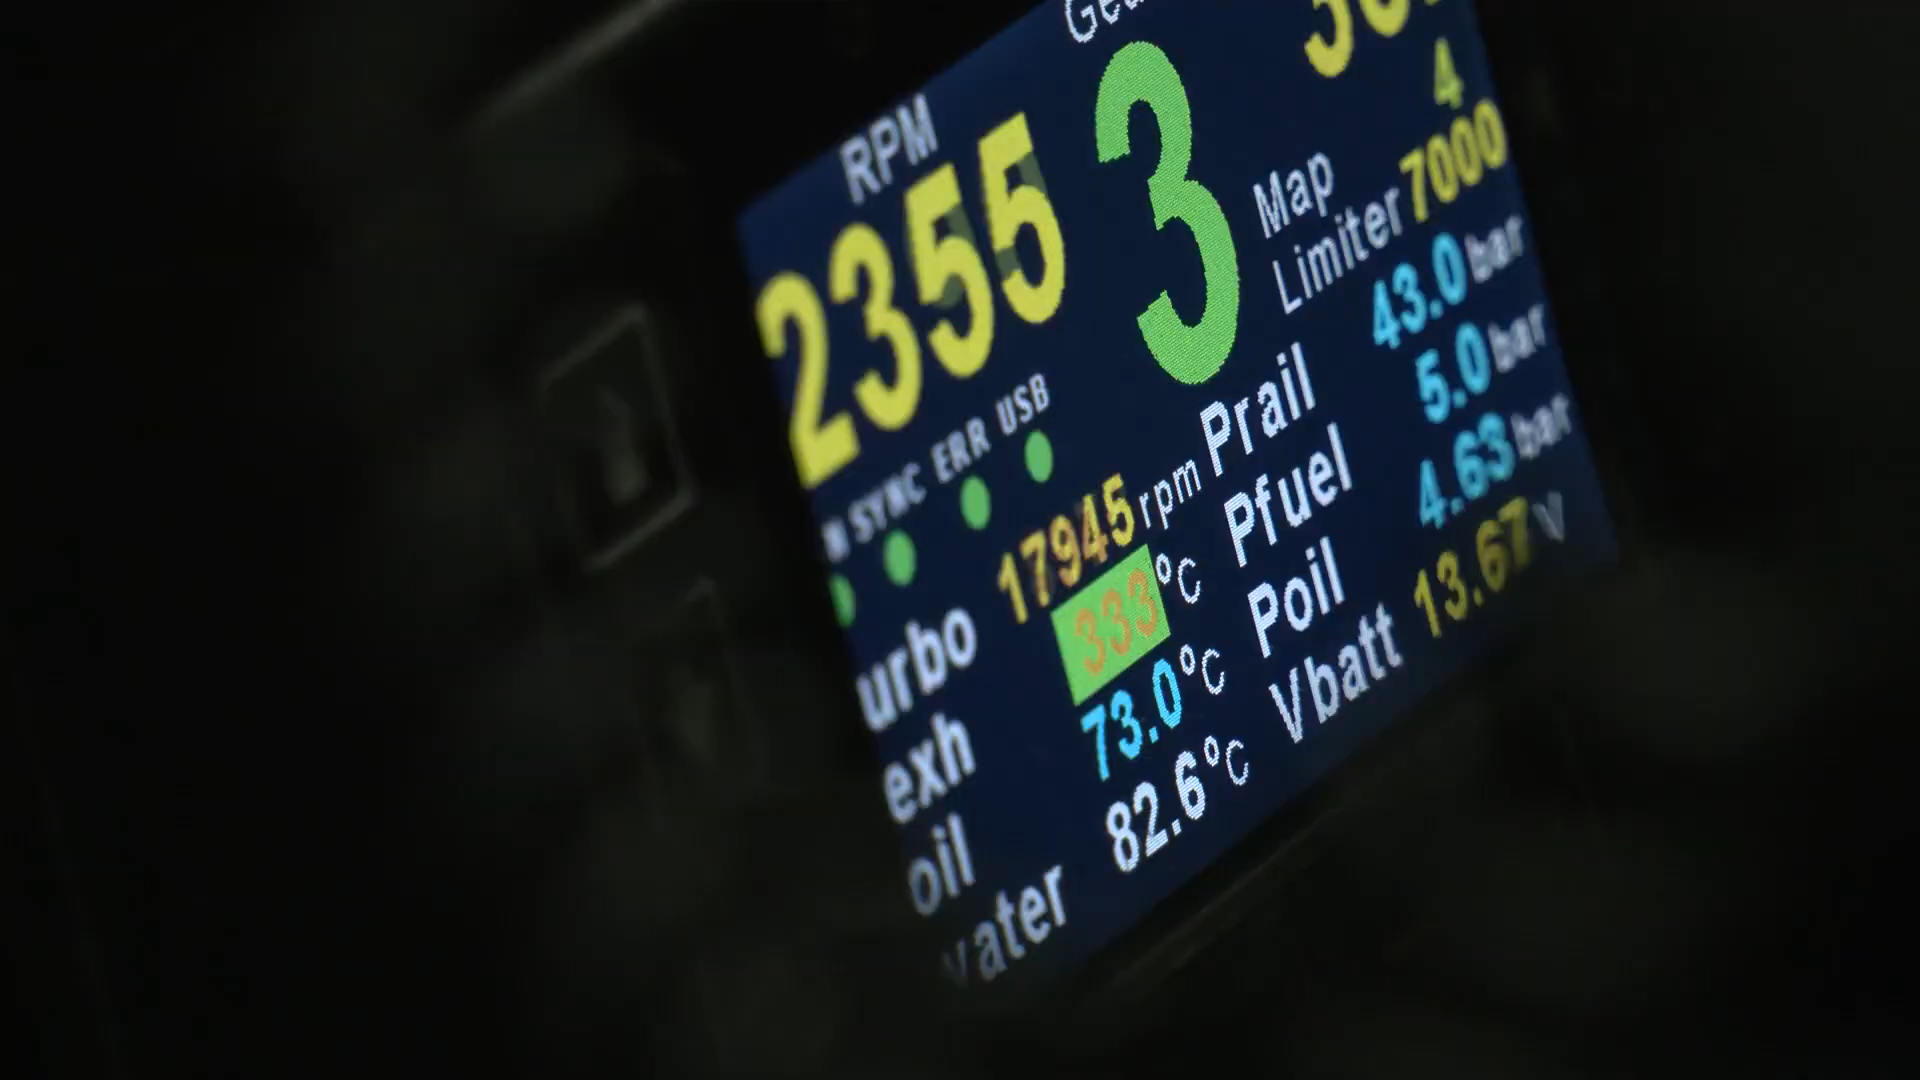 RPM
2355
3
4
Map
Limiter 7000
SYNC ERR USB
urbo 17945 rpm
exh 333 °C
oil 73.0 °C
water 82.6 °C
Prail 43.0 bar
Pfuel 5.0 bar
Poil 4.63 bar
Vbatt 13.67 V